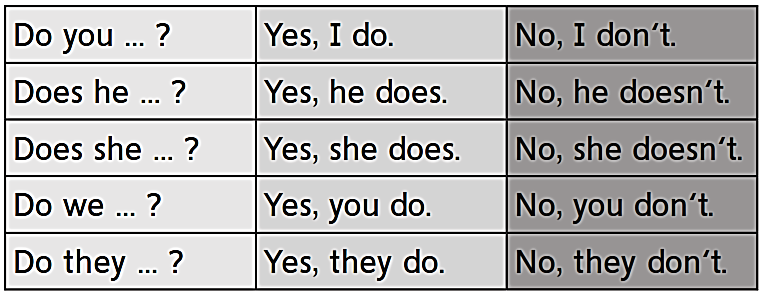 Do you ... ? Yes, I do. No, I don't.
Does he ... ? Yes, he does. No, he doesn't.
Does she ... ? Yes, she does. No, she doesn't.
Do we ... ? Yes, you do. No, you don't.
Do they ... ? Yes, they do. No, they don't.